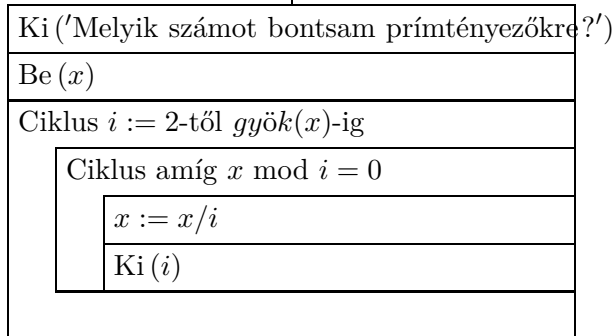 Ki ('Melyik számot bontsam prímtényezőkre?')
Be (x)
Ciklus i := 2-től gyök(x)-ig
Ciklus amíg x mod i = 0
x := x/i
Ki (i)